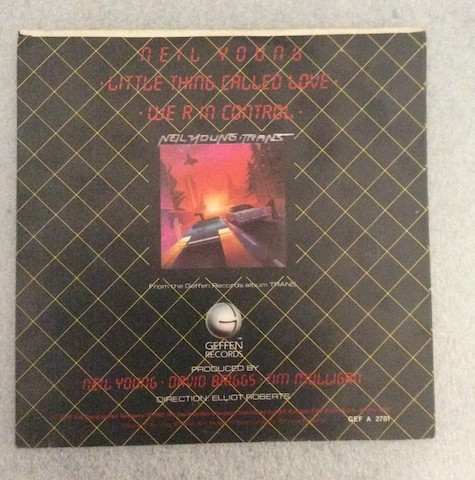 NEIL YOUNG
·LITTLE THING CALLED LOVE·
·WE R IN CONTROL·
NEIL YOUNG·TRANS
From the Geffen Records album TRANS
G
GEFFEN
RECORDS
PRODUCED BY
NEIL YOUNG · DAVID BRIGGS · TIM MULLIGAN
DIRECTION: ELLIOT ROBERTS
GEF A 2781